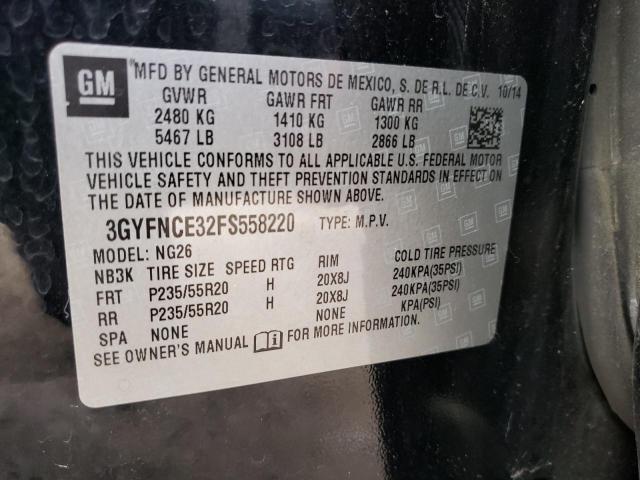 GM
MFD BY GENERAL MOTORS DE MEXICO, S. DE R.L. DE C.V. 10/14
GVWR GAWR FRT GAWR RR
2480 KG 1410 KG 1300 KG
5467 LB 3108 LB 2866 LB
THIS VEHICLE CONFORMS TO ALL APPLICABLE U.S. FEDERAL MOTOR
VEHICLE SAFETY AND THEFT PREVENTION STANDARDS IN EFFECT ON
THE DATE OF MANUFACTURE SHOWN ABOVE.
3GYFNCE32FS558220 TYPE: M.P.V.
MODEL: NG26
NB3K TIRE SIZE SPEED RTG RIM COLD TIRE PRESSURE
FRT P235/55R20 H 20X8J 240KPA(35PSI)
RR P235/55R20 H 20X8J 240KPA(35PSI)
SPA NONE NONE KPA(PSI)
SEE OWNER'S MANUAL FOR MORE INFORMATION.